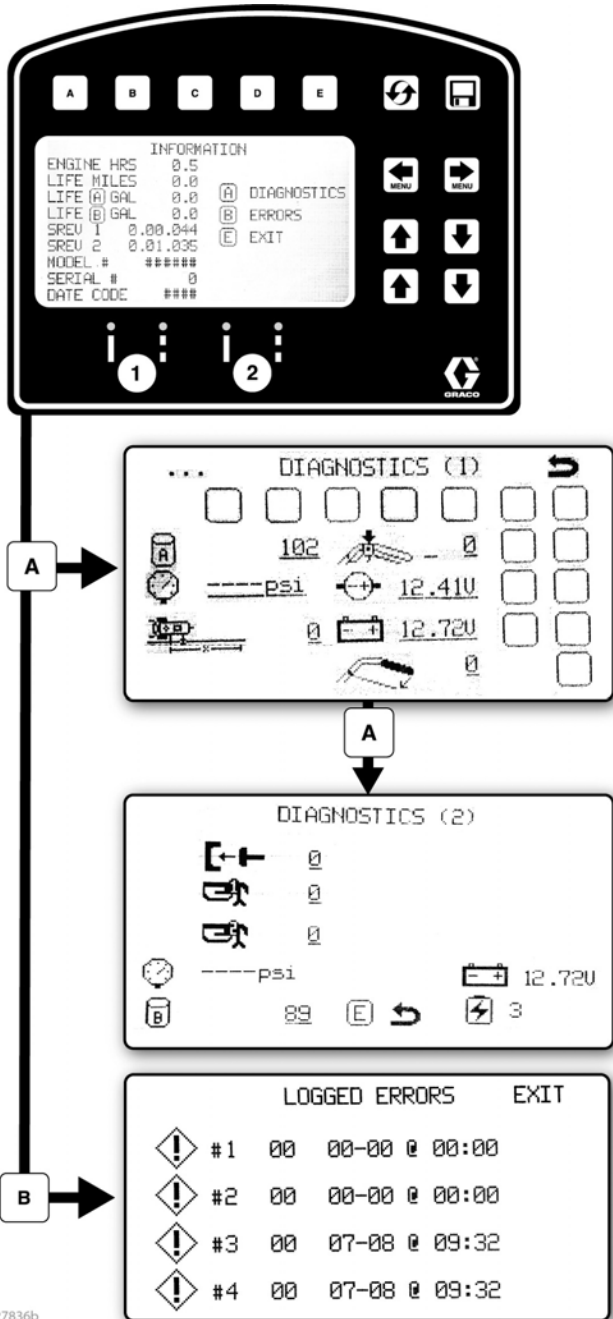 A B C D E
INFORMATION
ENGINE HRS 0.5
LIFE MILES 0.0
LIFE A GAL 0.0
LIFE B GAL 0.0
SREV 1 0.00.044
SREV 2 0.01.035
MODEL # ######
SERIAL # 0
DATE CODE ####
A DIAGNOSTICS
B ERRORS
E EXIT
MENU MENU
1 2
GRACO
A
... DIAGNOSTICS (1)
A 102 0
----psi 12.41V
0 12.72V
x
0
A
DIAGNOSTICS (2)
0
1 0
2 0
----psi 12.72V
B 89 E 3
B
LOGGED ERRORS EXIT
#1 00 00-00 @ 00:00
#2 00 00-00 @ 00:00
#3 00 07-08 @ 09:32
#4 00 07-08 @ 09:32
7836b